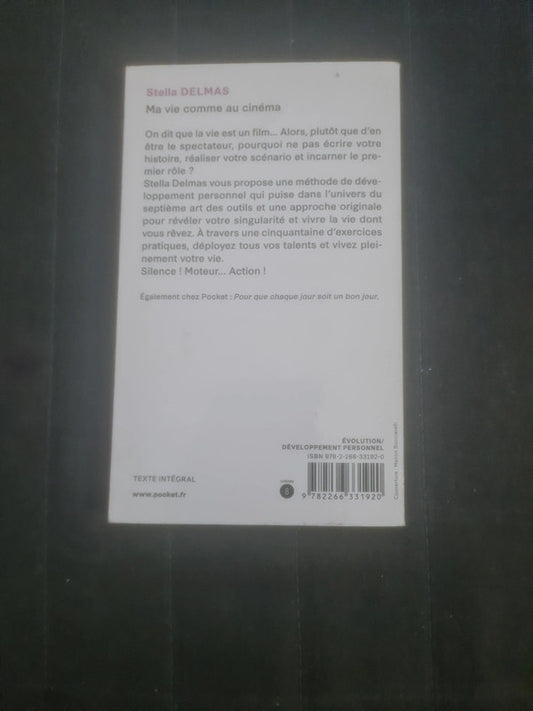 Stella DELMAS
Ma vie comme au cinéma
On dit que la vie est un film... Alors, plutôt que d'en
être le spectateur, pourquoi ne pas écrire votre
histoire, réaliser votre scénario et incarner le pre-
mier rôle ?
Stella Delmas vous propose une méthode de déve-
loppement personnel qui puise dans l'univers du
septième art des outils et une approche originale
pour révéler votre singularité et vivre la vie dont
vous rêvez. À travers une cinquantaine d'exercices
pratiques, déployez tous vos talents et vivez plei-
nement votre vie.
Silence ! Moteur... Action !
Également chez Pocket : Pour que chaque jour soit un bon jour.
ÉVOLUTION/
DÉVELOPPEMENT PERSONNEL
ISBN 978-2-266-33192-0
TEXTE INTÉGRAL
www.pocket.fr
9 782266 331920
Couverture :